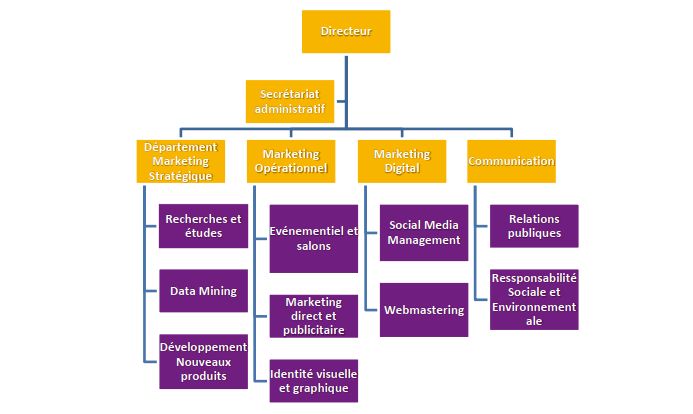 Directeur
Secrétariat
administratif
Département
Marketing
Stratégique
Marketing
Opérationnel
Marketing
Digital
Communication
Recherches et
études
Data Mining
Développement
Nouveaux
produits
Evénementiel et
salons
Marketing
direct et
publicitaire
Identité visuelle
et graphique
Social Media
Management
Webmastering
Relations
publiques
Ressponsabilité
Sociale et
Environnement
ale